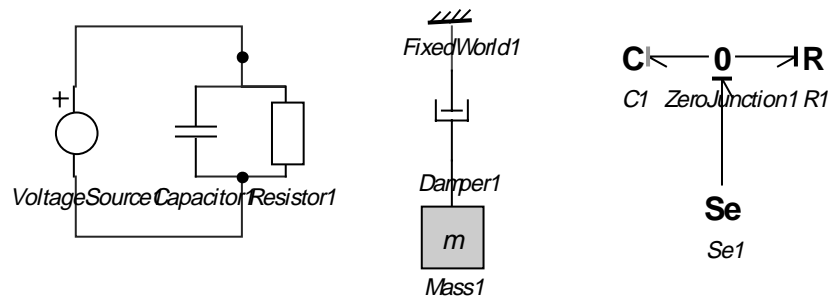 +
VoltageSource1 Capacitor1 Resistor1
FixedWorld1
Damper1
m
Mass1
C 0 R
C1 ZeroJunction1 R1
Se
Se1